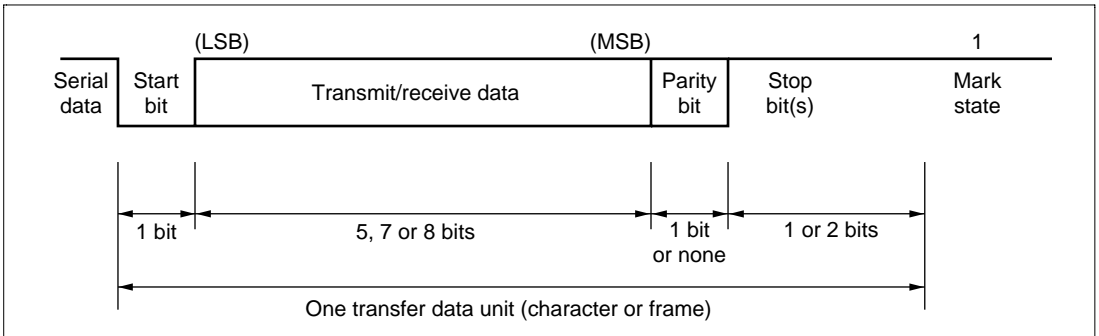 (LSB) (MSB) 1
Serial data
Start bit
Transmit/receive data
Parity bit
Stop bit(s)
Mark state
1 bit
5, 7 or 8 bits
1 bit or none
1 or 2 bits
One transfer data unit (character or frame)